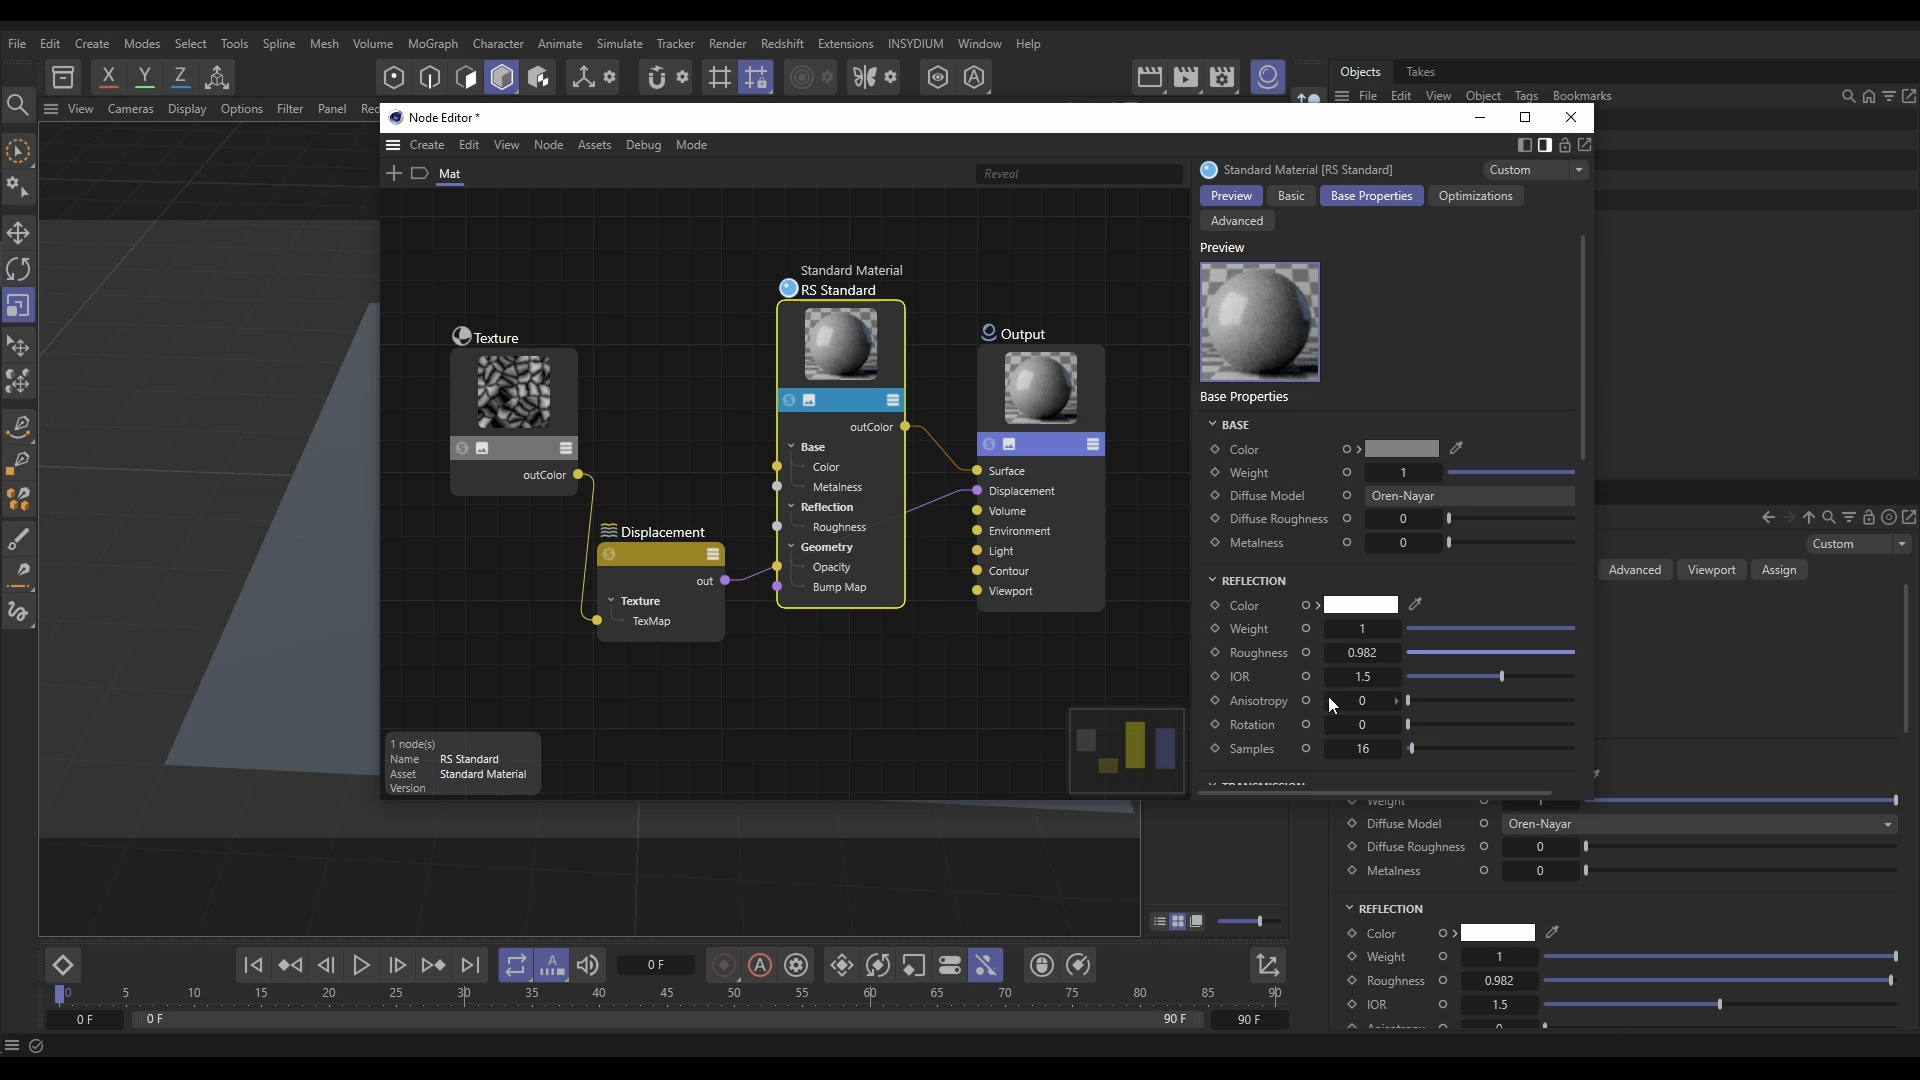 File Edit Create Modes Select Tools Spline Mesh Volume MoGraph Character Animate Simulate Tracker Render Redshift Extensions INSYDIUM Window Help
X Y Z
Objects Takes
View Cameras Display Options Filter Panel
File Edit View Object Tags Bookmarks
Node Editor *
Create Edit View Node Assets Debug Mode
Mat
Reveal
Standard Material [RS Standard]
Custom
Preview Basic Base Properties Optimizations
Advanced
Preview
Base Properties
BASE
Color
Weight 1
Diffuse Model Oren-Nayar
Diffuse Roughness 0
Metalness 0
REFLECTION
Color
Weight 1
Roughness 0.982
IOR 1.5
Anisotropy 0
Rotation 0
Samples 16
TRANSMISSION
Texture
outColor
Displacement
out
Texture
TexMap
Standard Material
RS Standard
outColor
Base
Color
Metalness
Reflection
Roughness
Geometry
Opacity
Bump Map
Output
Surface
Displacement
Volume
Environment
Light
Contour
Viewport
1 node(s)
Name RS Standard
Asset Standard Material
Version
Custom
Advanced Viewport Assign
Weight 1
Diffuse Model Oren-Nayar
Diffuse Roughness 0
Metalness 0
REFLECTION
Color
Weight 1
Roughness 0.982
IOR 1.5
Anisotropy 0
0 F
0 5 10 15 20 25 30 35 40 45 50 55 60 65 70 75 80 85 90
0 F 0 F 90 F 90 F